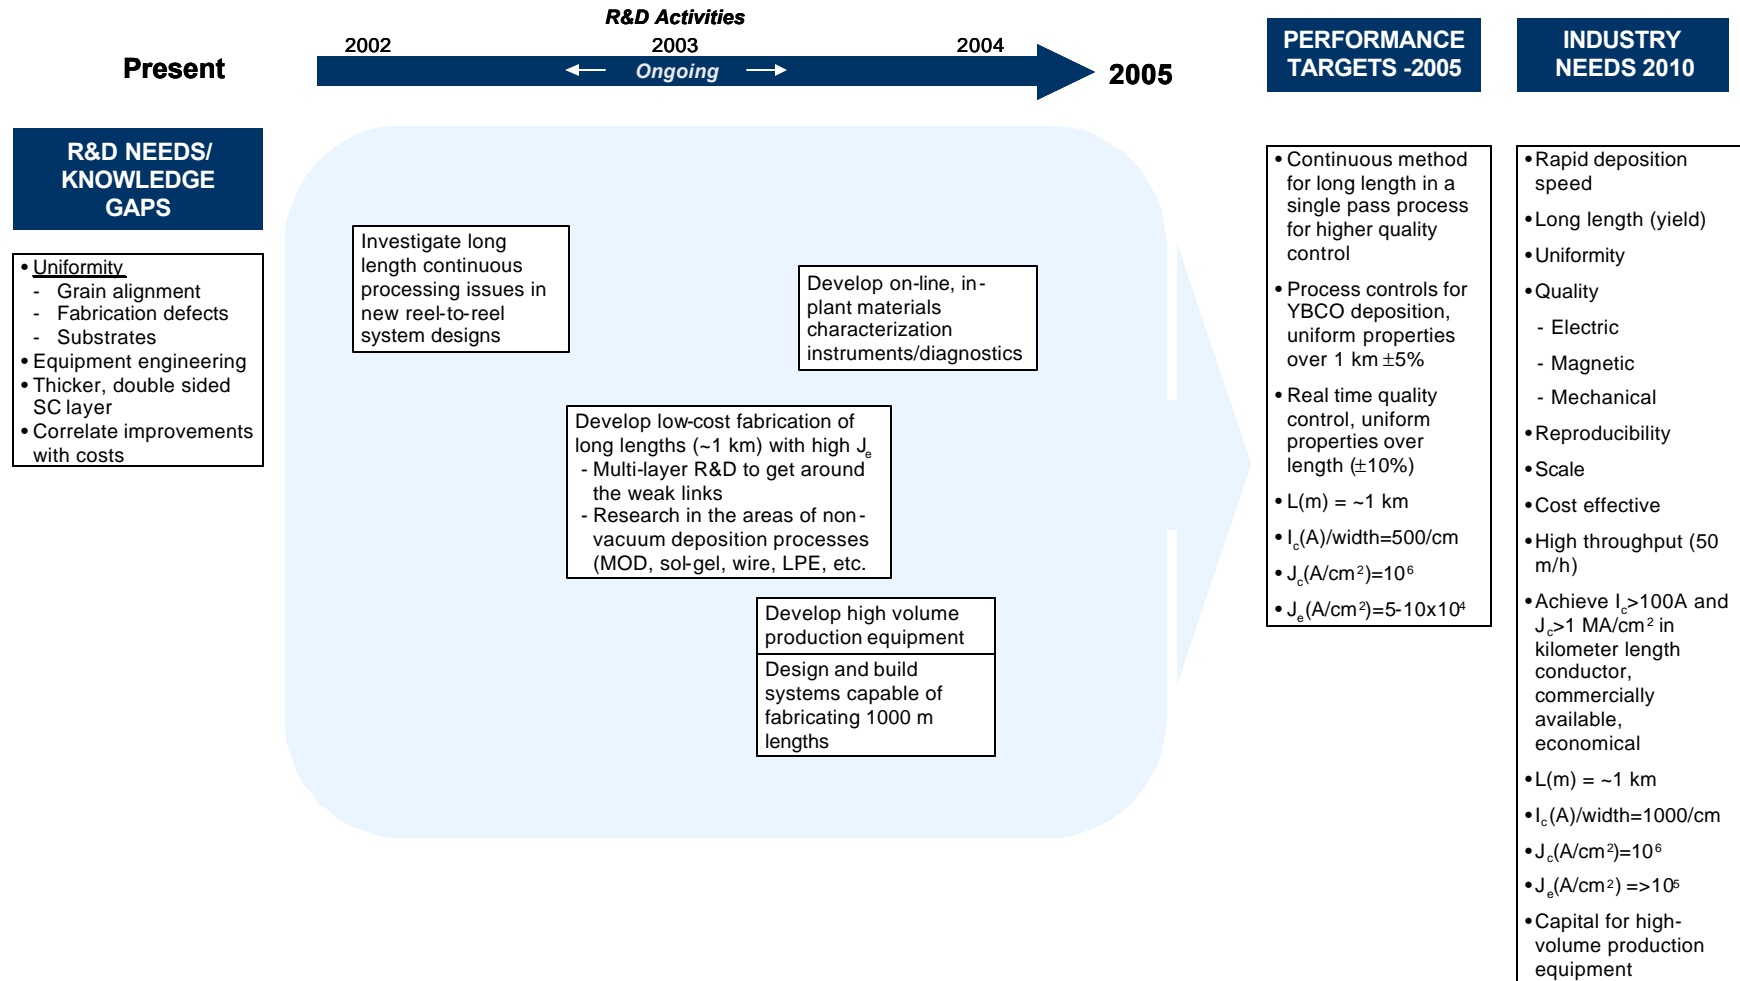 R&D Activities
2002
2003
2004
Present
Ongoing
2005
PERFORMANCE
TARGETS -2005
INDUSTRY
NEEDS 2010
R&D NEEDS/
KNOWLEDGE
GAPS
• Uniformity
- Grain alignment
- Fabrication defects
- Substrates
• Equipment engineering
• Thicker, double sided
SC layer
• Correlate improvements
with costs
Investigate long
length continuous
processing issues in
new reel-to-reel
system designs
Develop on-line, in-
plant materials
characterization
instruments/diagnostics
Develop low-cost fabrication of
long lengths (~1 km) with high Je
- Multi-layer R&D to get around
the weak links
- Research in the areas of non-
vacuum deposition processes
(MOD, sol-gel, wire, LPE, etc.
Develop high volume
production equipment
Design and build
systems capable of
fabricating 1000 m
lengths
• Continuous method
for long length in a
single pass process
for higher quality
control
• Process controls for
YBCO deposition,
uniform properties
over 1 km ±5%
• Real time quality
control, uniform
properties over
length (±10%)
• L(m) = ~1 km
• Ic(A)/width=500/cm
• Jc(A/cm²)=10⁶
• Je(A/cm²)=5-10x10⁴
• Rapid deposition
speed
• Long length (yield)
• Uniformity
• Quality
- Electric
- Magnetic
- Mechanical
• Reproducibility
• Scale
• Cost effective
• High throughput (50
m/h)
• Achieve Ic>100A and
Jc>1 MA/cm² in
kilometer length
conductor,
commercially
available,
economical
• L(m) = ~1 km
• Ic(A)/width=1000/cm
• Jc(A/cm²)=10⁶
• Je(A/cm²) =>10⁵
• Capital for high-
volume production
equipment